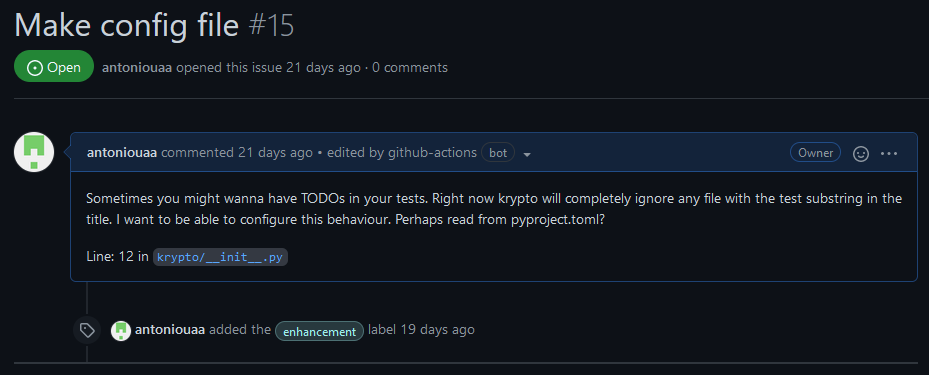 Make config file #15
Open antoniouaa opened this issue 21 days ago · 0 comments
antoniouaa commented 21 days ago • edited by github-actions bot Owner
Sometimes you might wanna have TODOs in your tests. Right now krypto will completely ignore any file with the test substring in the
title. I want to be able to configure this behaviour. Perhaps read from pyproject.toml?
Line: 12 in krypto/__init__.py
antoniouaa added the enhancement label 19 days ago